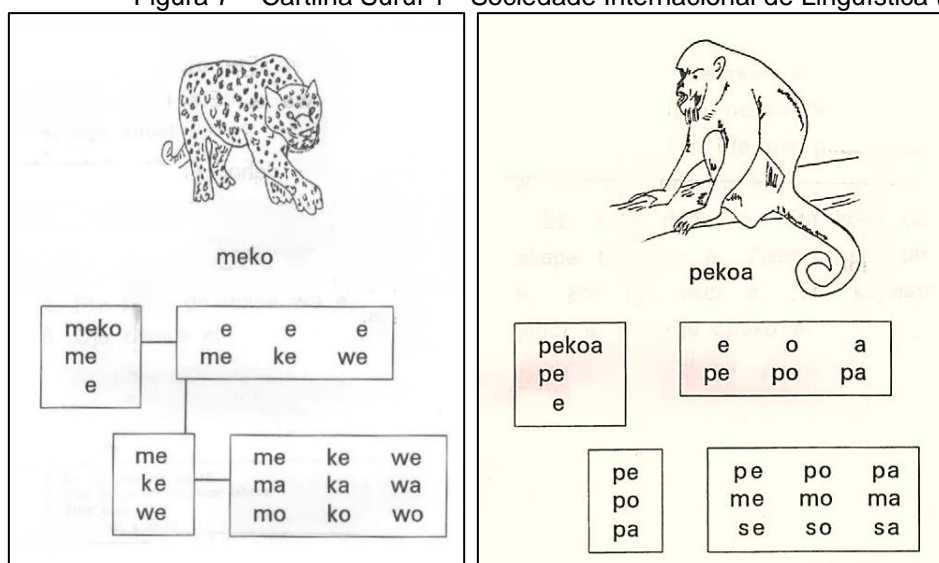 Figura 7 – Cartilha Suruí 1 - Sociedade Internacional de Linguística
meko
meko
me
e
e e e
me ke we
me
ke
we
me ke we
ma ka wa
mo ko wo
pekoa
pekoa
pe
e
e o a
pe po pa
pe
po
pa
pe po pa
me mo ma
se so sa